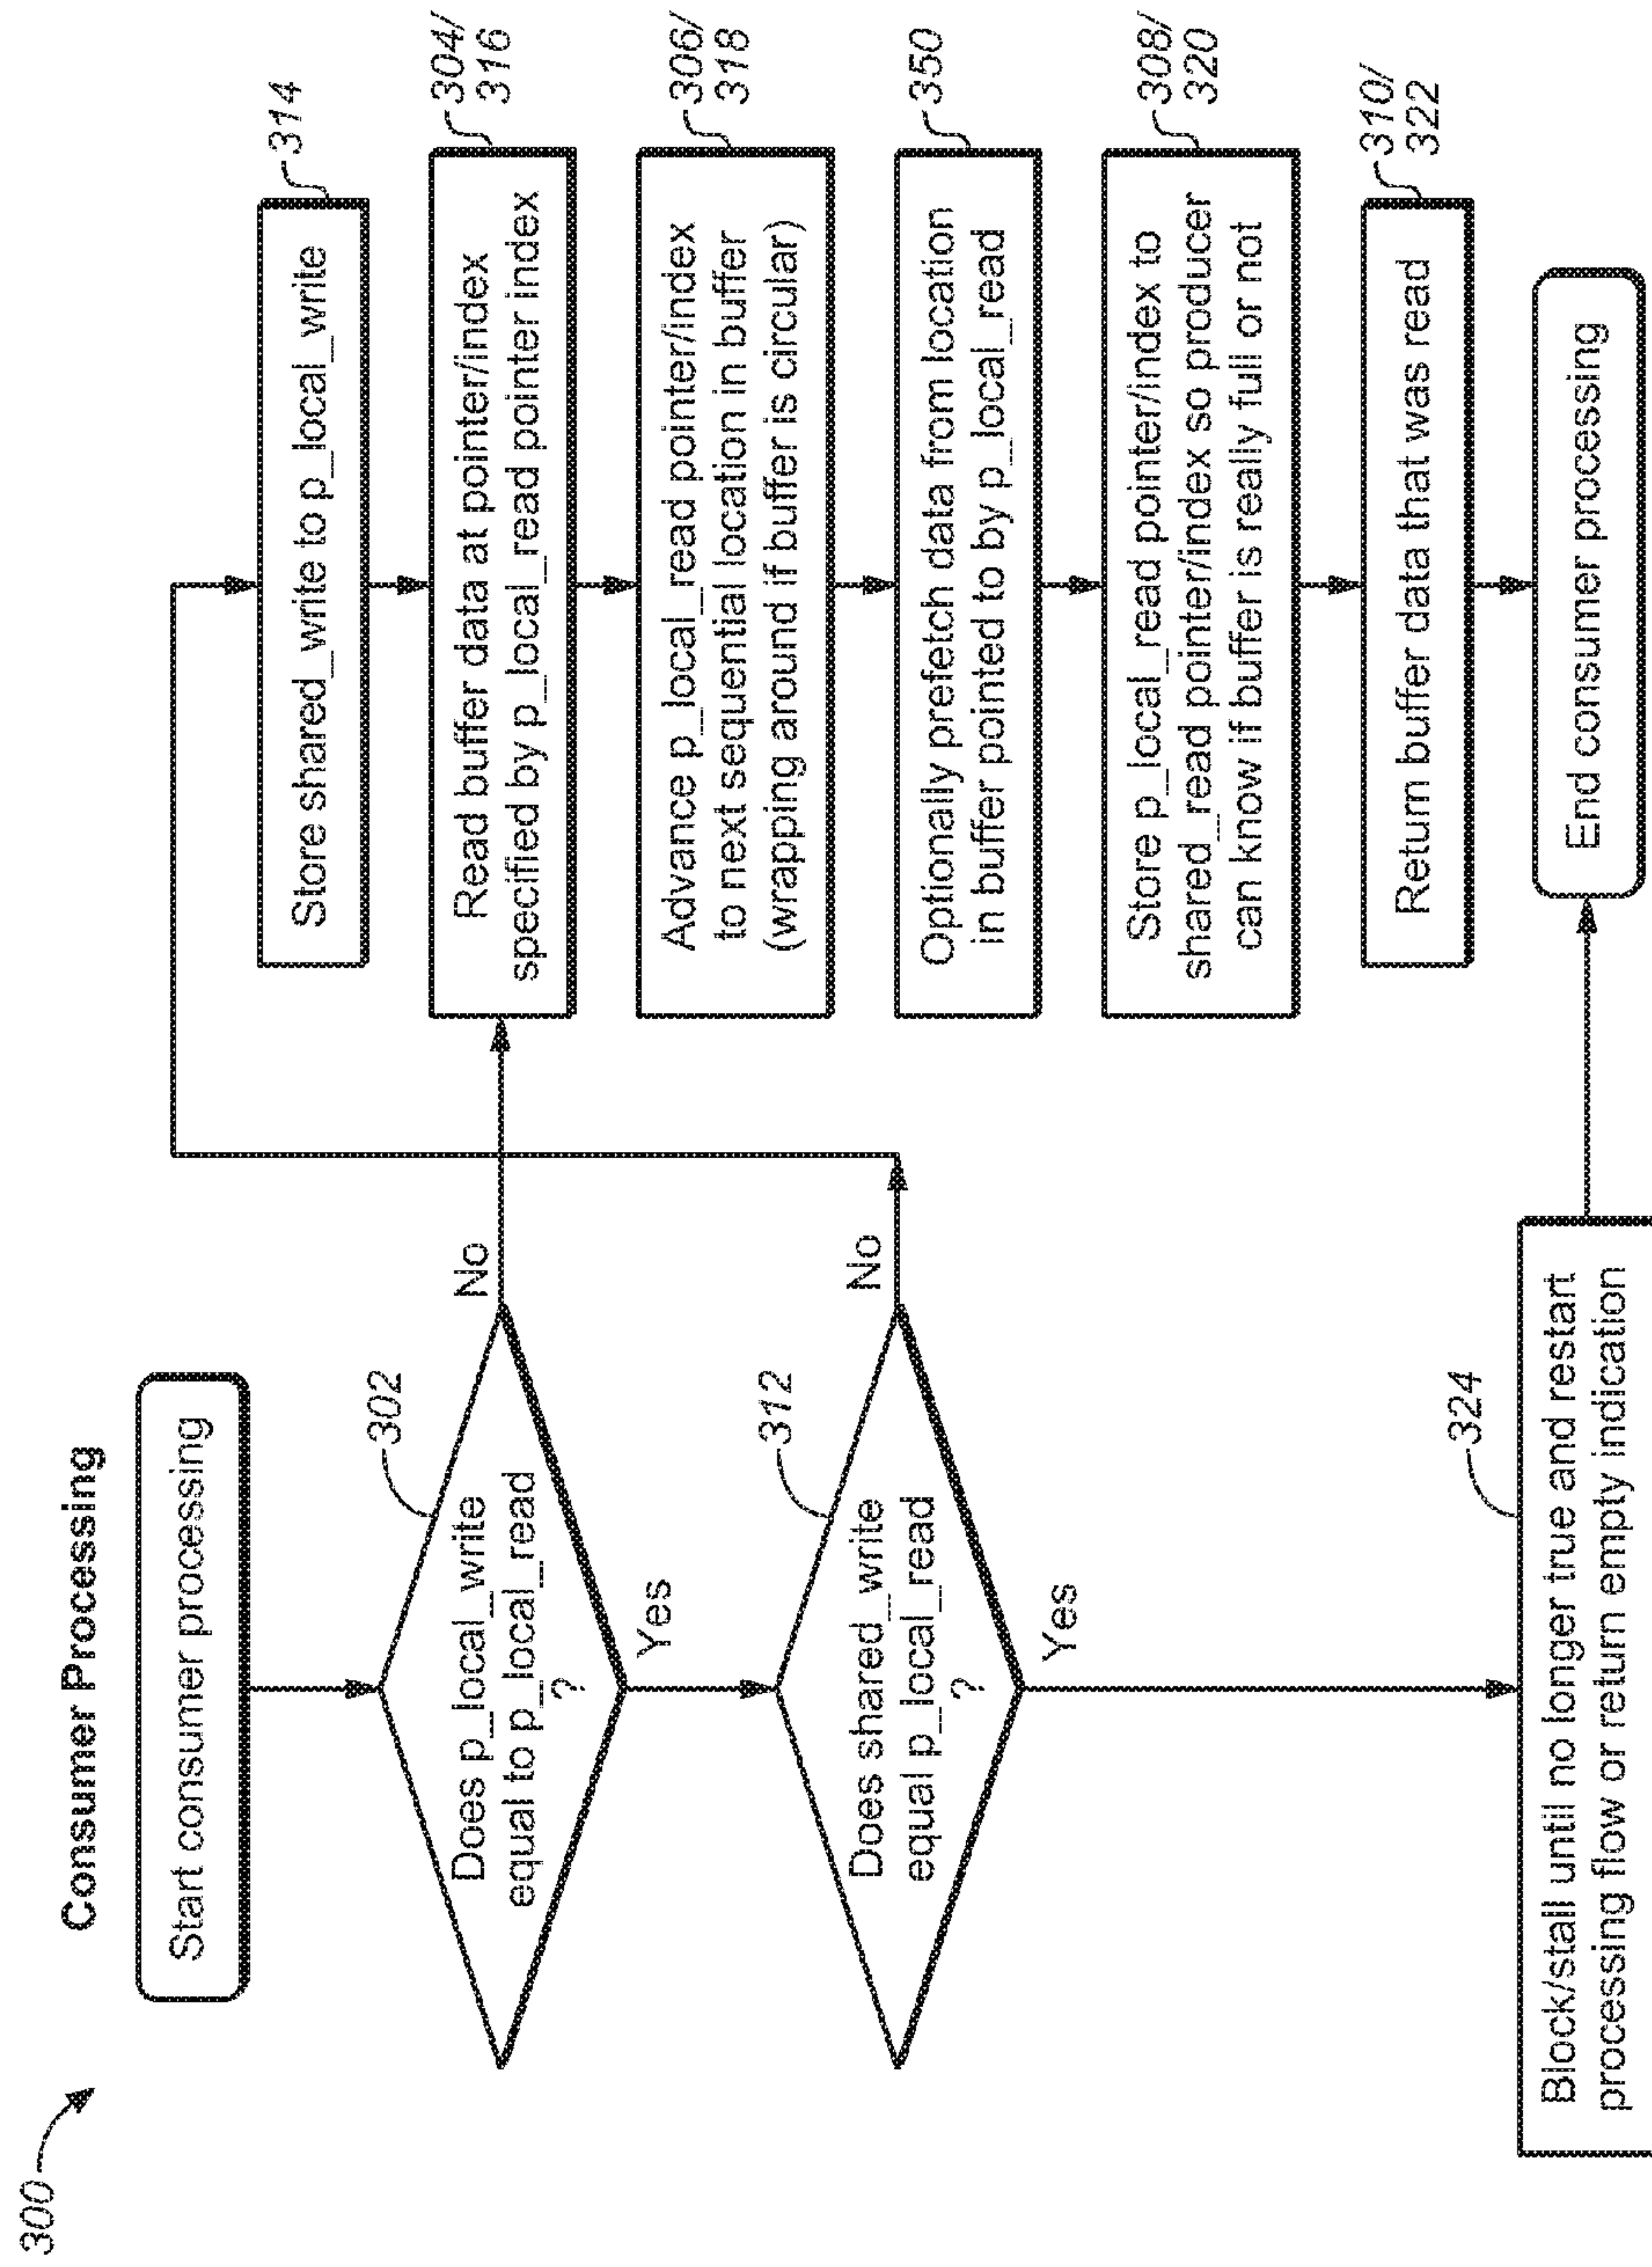 300
Consumer Processing
Start consumer processing
302
Does p_local_write
equal to p_local_read
?
No
Yes
312
Does shared_write
equal p_local_read
?
No
Yes
324
Block/stall until no longer true and restart
processing flow or return empty indication
314
Store shared_write to p_local_write
304/
316
Read buffer data at pointer/index
specified by p_local_read pointer index
306/
318
Advance p_local_read pointer/index
to next sequential location in buffer
(wrapping around if buffer is circular)
350
Optionally prefetch data from location
in buffer pointed to by p_local_read
308/
320
Store p_local_read pointer/index to
shared_read pointer/index so producer
can know if buffer is really full or not
310/
322
Return buffer data that was read
End consumer processing